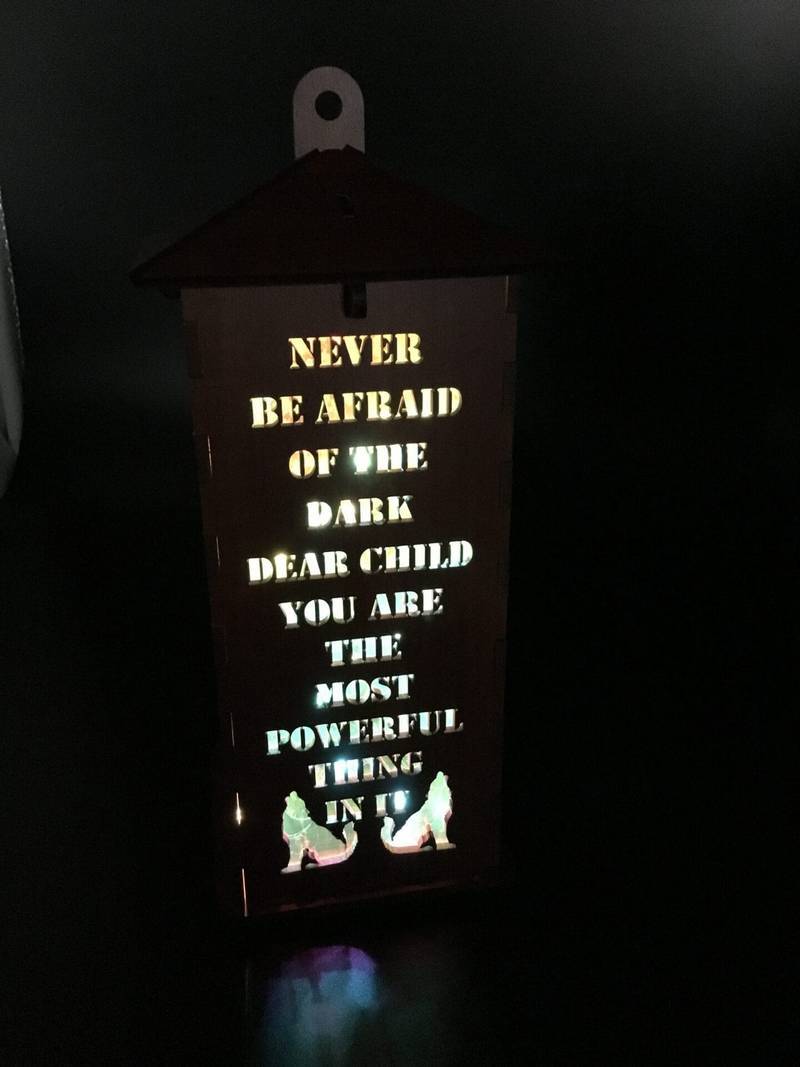 NEVER
BE AFRAID
OF THE
DARK
DEAR CHILD
YOU ARE
THE
MOST
POWERFUL
THING
IN IT